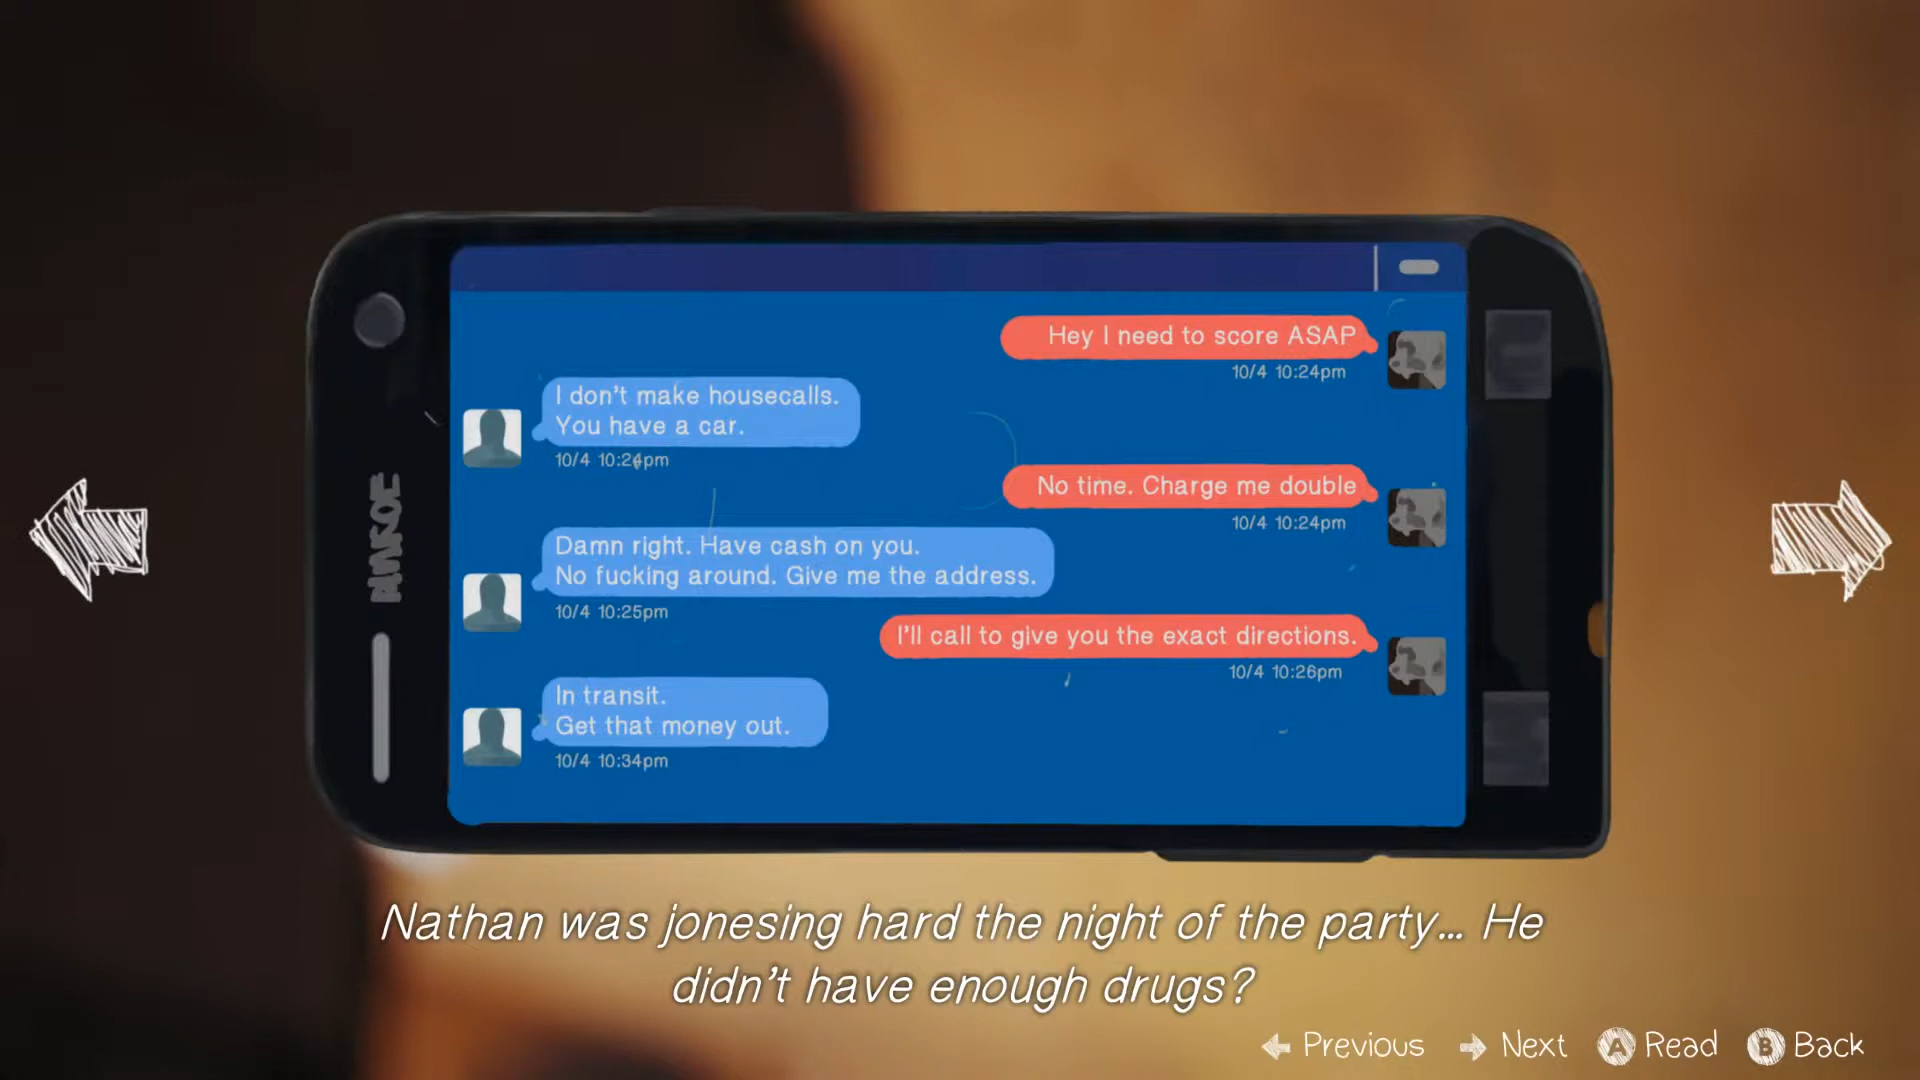 Hey I need to score ASAP
10/4 10:24pm
I don't make housecalls.
You have a car.
10/4 10:24pm
No time. Charge me double
10/4 10:24pm
Damn right. Have cash on you.
No fucking around. Give me the address.
10/4 10:25pm
I'll call to give you the exact directions.
10/4 10:26pm
In transit.
Get that money out.
10/4 10:34pm
Nathan was jonesing hard the night of the party... He
didn't have enough drugs?
Previous Next A Read B Back